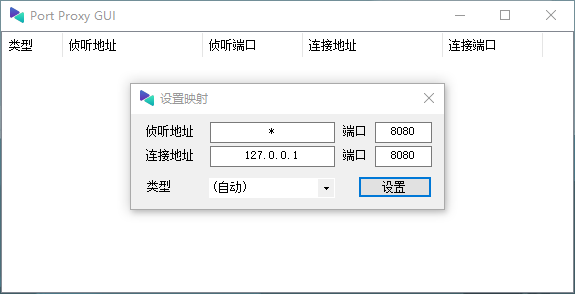 Port Proxy GUI
类型 侦听地址 侦听端口 连接地址 连接端口
设置映射
侦听地址 * 端口 8080
连接地址 127.0.0.1 端口 8080
类型 (自动) 设置